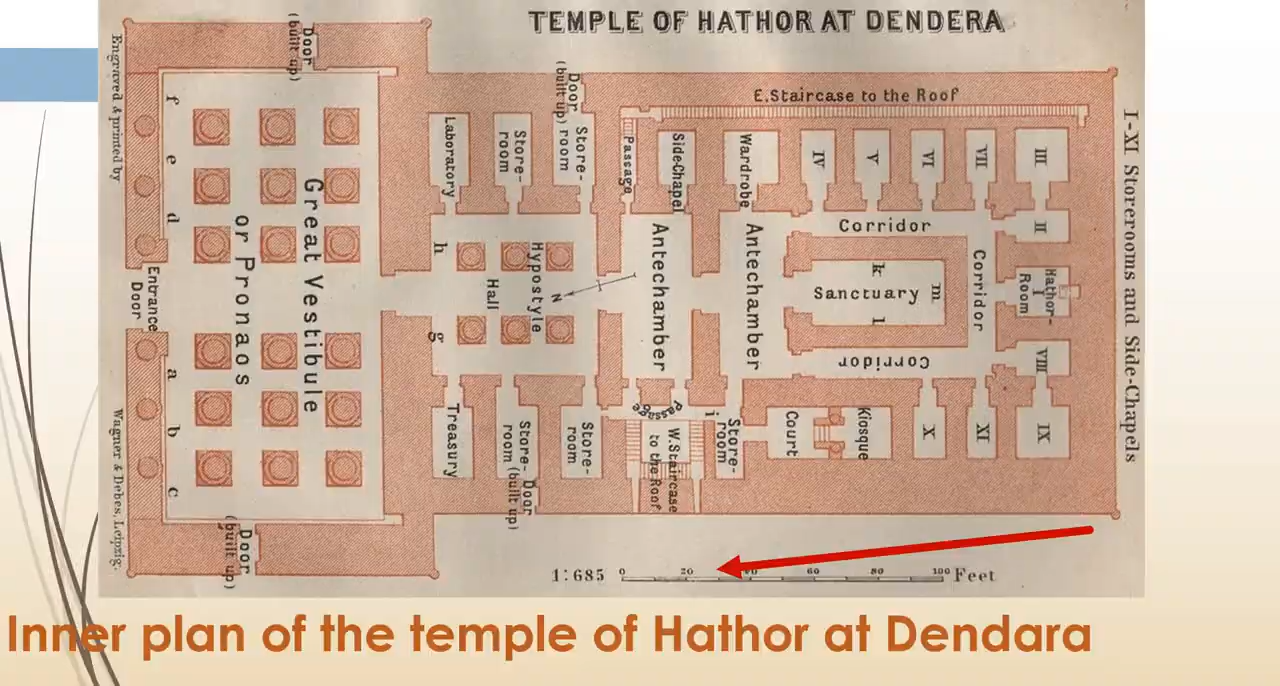 TEMPLE OF HATHOR AT DENDERA
Engraved & printed by
Wagner & Debes, Leipzig.
Door
(built up)
f
e
d
Entrance
Door
a
b
c
Great Vestibule
or Pronaos
Door
(built up)
Laboratory
Store-
room
Door
(built up)
Store-
room
h
Hypostyle
Hall
N
g
Treasury
Store-
room
Door
(built up)
Store-
room
E. Staircase to the Roof
Passage
Side-Chapel
Wardrobe
Antechamber
Antechamber
Passage
i
W. Staircase
to the Roof
Store-
room
Court
Kiosque
IV
V
VI
VII
III
II
Corridor
Corridor
Corridor
k
m
Sanctuary
l
Hathor-
I
Room
VIII
IX
X
XI
I-XI Storerooms and Side-Chapels
1:685 0 20 40 60 80 100 Feet
Inner plan of the temple of Hathor at Dendara